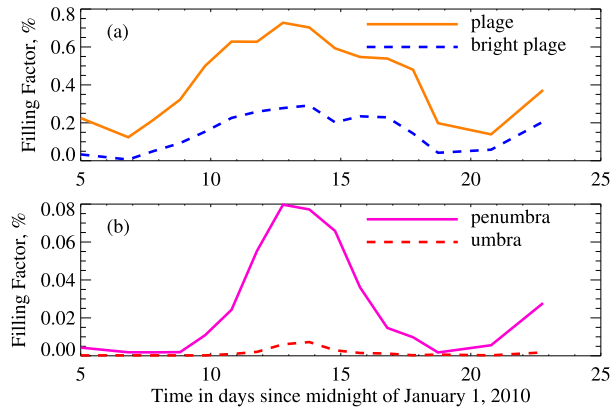 0.8
(a)
plage
bright plage
0.6
0.4
0.2
0.0
Filling Factor, %
5 10 15 20 25
0.08
(b)
penumbra
umbra
0.06
0.04
0.02
0.00
Filling Factor, %
5 10 15 20 25
Time in days since midnight of January 1, 2010